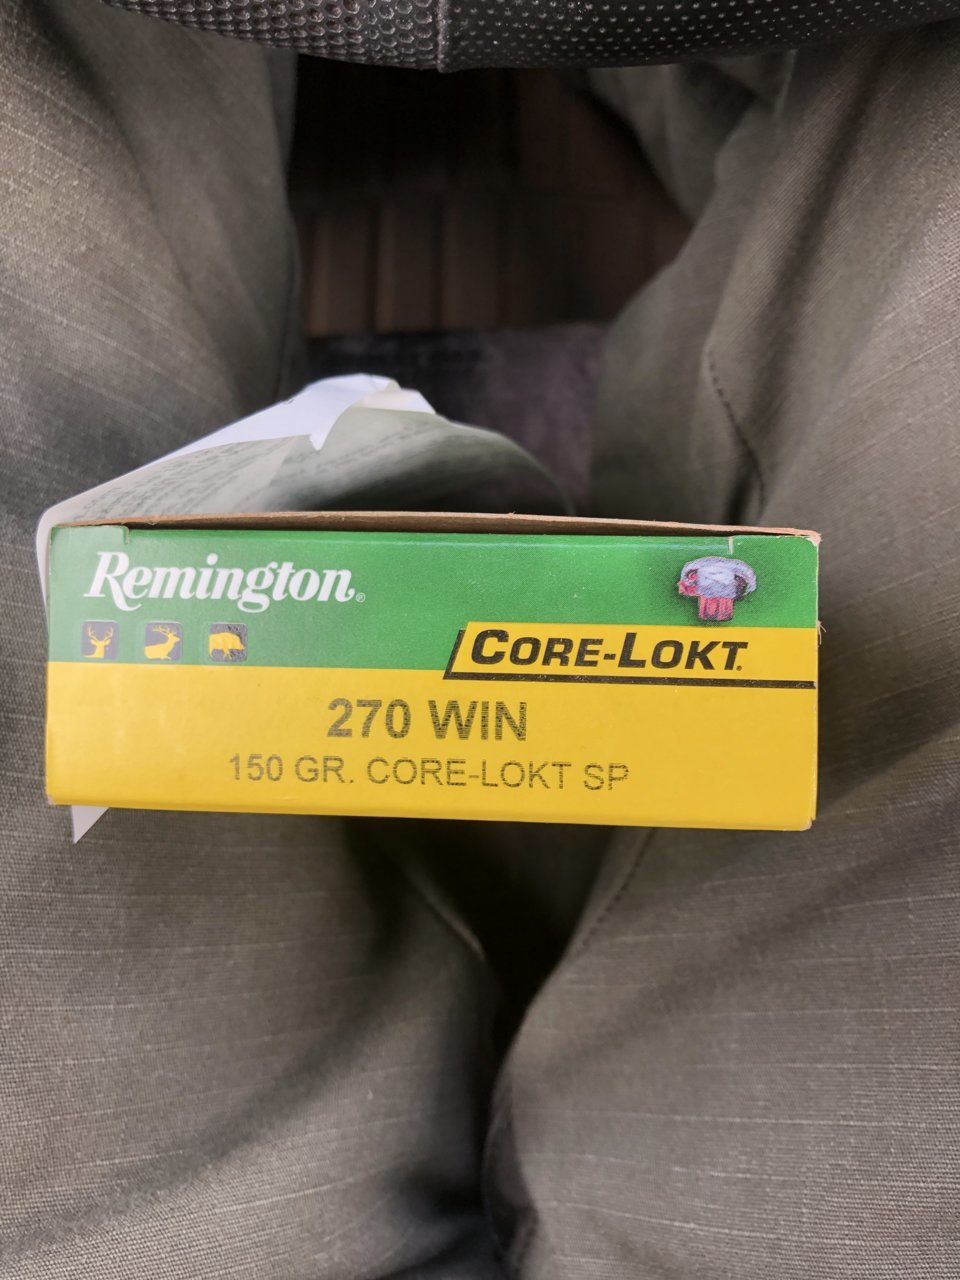 Remington®
CORE-LOKT®
270 WIN
150 GR. CORE-LOKT SP